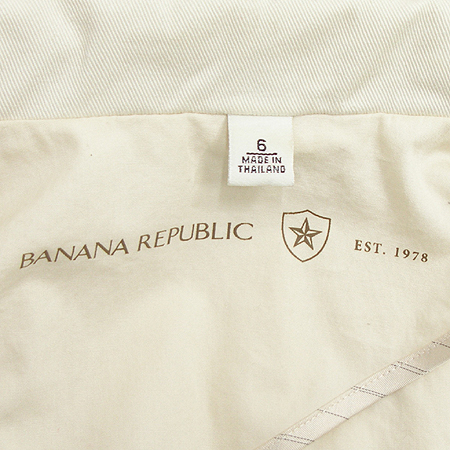 6
MADE IN
THAILAND
BANANA REPUBLIC
EST. 1978